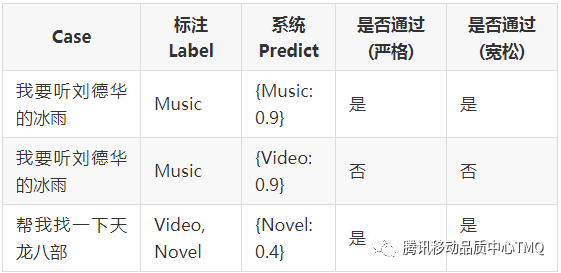 Case 标注 Label 系统 Predict 是否通过 (严格) 是否通过 (宽松)
我要听刘德华的冰雨 Music {Music: 0.9} 是 是
我要听刘德华的冰雨 Music {Video: 0.9} 否 否
帮我找一下天龙八部 Video, Novel {Novel: 0.4} 是 是
腾讯移动品质中心TMQ